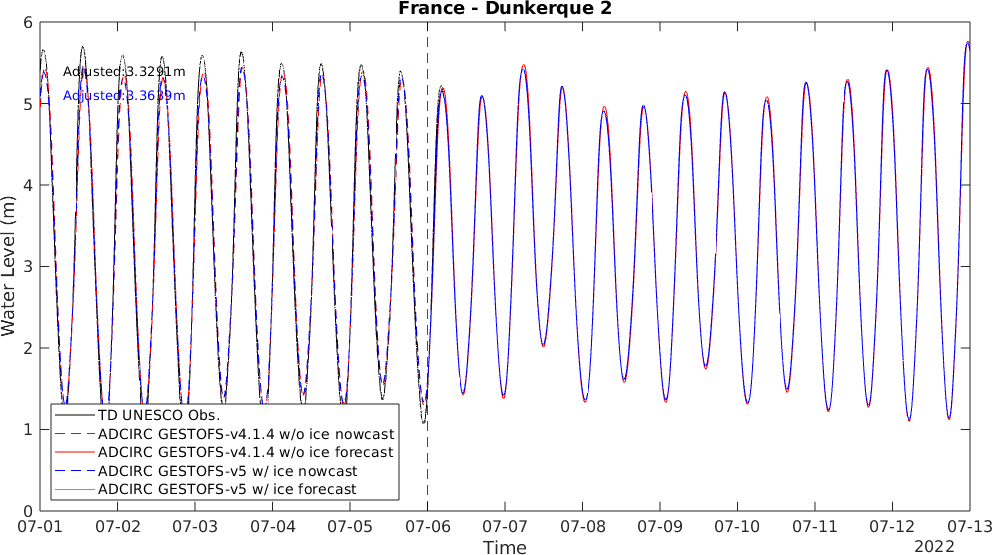 France - Dunkerque 2
6
5
4
3
2
1
0
Water Level (m)
Adjusted:3.3291m
Adjusted:3.3639m
TD UNESCO Obs.
ADCIRC GESTOFS-v4.1.4 w/o ice nowcast
ADCIRC GESTOFS-v4.1.4 w/o ice forecast
ADCIRC GESTOFS-v5 w/ ice nowcast
ADCIRC GESTOFS-v5 w/ ice forecast
07-01 07-02 07-03 07-04 07-05 07-06 07-07 07-08 07-09 07-10 07-11 07-12 07-13
Time
2022